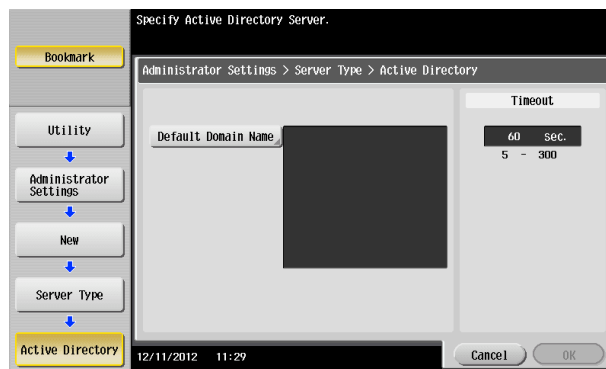 Specify Active Directory Server.
Bookmark
Administrator Settings > Server Type > Active Directory
Timeout
Utility
Default Domain Name
60 sec.
5 - 300
Administrator
Settings
New
Server Type
Active Directory
12/11/2012 11:29
Cancel
OK